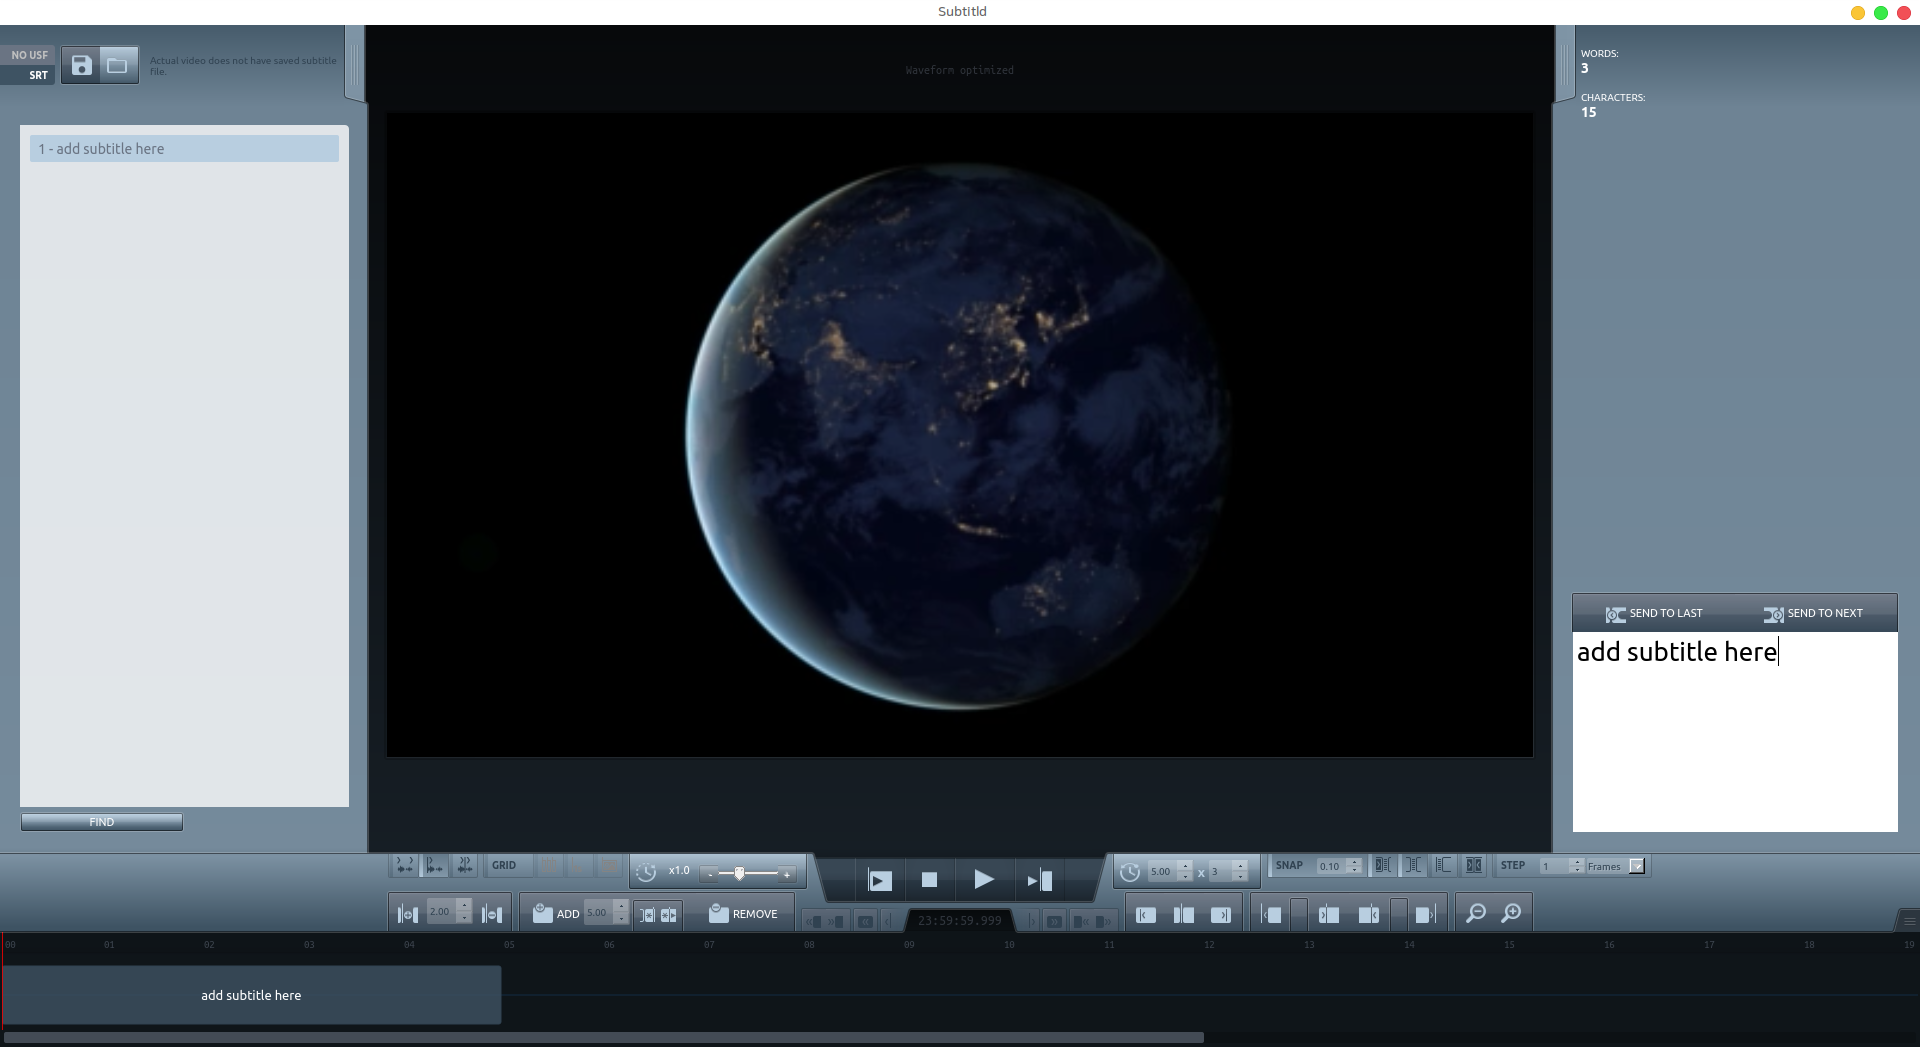 Subtitld
NO USF
SRT
Actual video does not have saved subtitle
file.
Waveform optimized
WORDS:
3
CHARACTERS:
15
1 - add subtitle here
SEND TO LAST
SEND TO NEXT
add subtitle here
FIND
GRID
x1.0
-
+
5.00
x
3
SNAP
0.10
STEP
1
Frames
2.00
ADD
5.00
REMOVE
23:59:59.999
00 01 02 03 04 05 06 07 08 09 10 11 12 13 14 15 16 17 18 19
add subtitle here